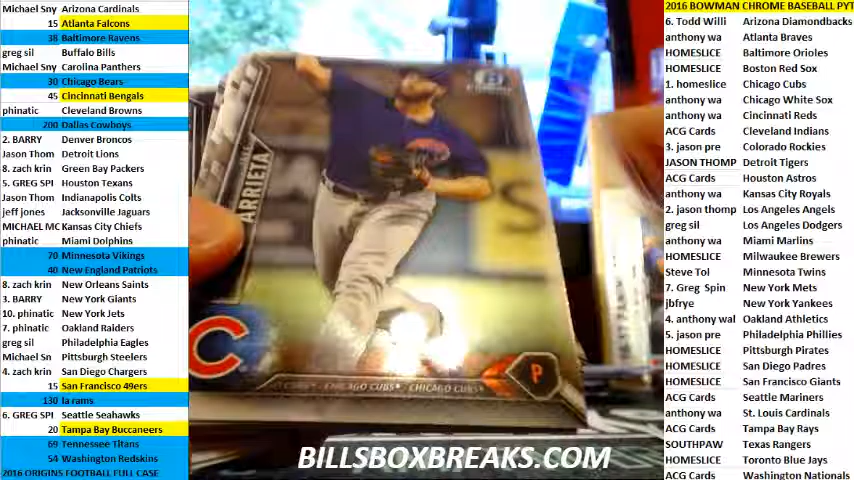 Michael Sny Arizona Cardinals
15 Atlanta Falcons
38 Baltimore Ravens
greg sil Buffalo Bills
Michael Sny Carolina Panthers
30 Chicago Bears
45 Cincinnati Bengals
phinatic Cleveland Browns
200 Dallas Cowboys
2. BARRY Denver Broncos
Jason Thom Detroit Lions
8. zach krin Green Bay Packers
5. GREG SPI Houston Texans
Jason Thom Indianapolis Colts
jeff jones Jacksonville Jaguars
MICHAEL MC Kansas City Chiefs
phinatic Miami Dolphins
70 Minnesota Vikings
40 New England Patriots
8. zach krin New Orleans Saints
3. BARRY New York Giants
10. phinatic New York Jets
7. phinatic Oakland Raiders
greg sil Philadelphia Eagles
Michael Sn Pittsburgh Steelers
4. zach krin San Diego Chargers
15 San Francisco 49ers
130 la rams
6. GREG SPI Seattle Seahawks
20 Tampa Bay Buccaneers
69 Tennessee Titans
54 Washington Redskins
2016 ORIGINS FOOTBALL FULL CASE
ARRIETA
CHICAGO CUBS • CHICAGO CUBS
P
BILLSBOXBREAKS.COM
2016 BOWMAN CHROME BASEBALL PYT
6. Todd Willi Arizona Diamondbacks
anthony wa Atlanta Braves
HOMESLICE Baltimore Orioles
HOMESLICE Boston Red Sox
1. homeslice Chicago Cubs
anthony wa Chicago White Sox
anthony wa Cincinnati Reds
ACG Cards Cleveland Indians
3. jason pre Colorado Rockies
JASON THOMP Detroit Tigers
ACG Cards Houston Astros
anthony wa Kansas City Royals
2. jason thomp Los Angeles Angels
greg sil Los Angeles Dodgers
anthony wa Miami Marlins
HOMESLICE Milwaukee Brewers
Steve Tol Minnesota Twins
7. Greg Spin New York Mets
jbfrye New York Yankees
4. anthony wal Oakland Athletics
5. jason pre Philadelphia Phillies
HOMESLICE Pittsburgh Pirates
HOMESLICE San Diego Padres
HOMESLICE San Francisco Giants
ACG Cards Seattle Mariners
anthony wa St. Louis Cardinals
ACG Cards Tampa Bay Rays
SOUTHPAW Texas Rangers
HOMESLICE Toronto Blue Jays
ACG Cards Washington Nationals